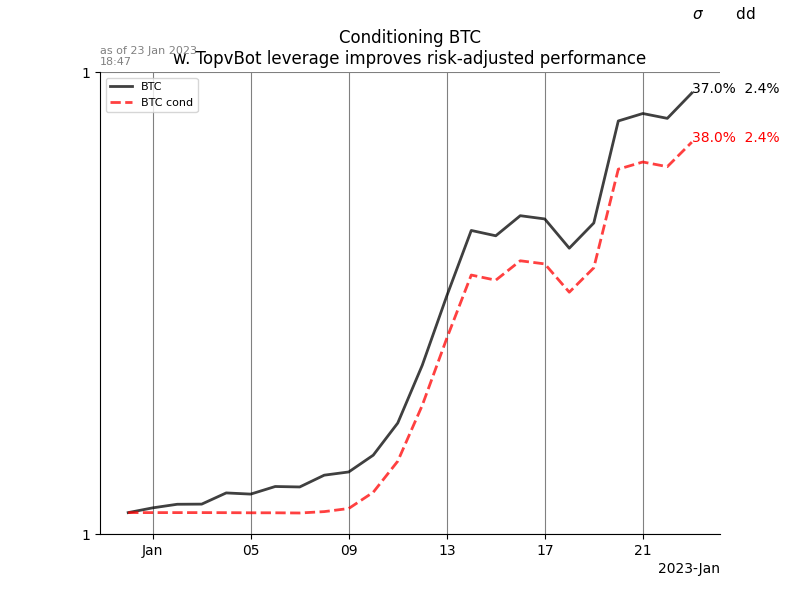 σ dd
Conditioning BTC
as of 23 Jan 2023
18:47
w. TopvBot leverage improves risk-adjusted performance
1
BTC
BTC cond
37.0% 2.4%
38.0% 2.4%
1
Jan 05 09 13 17 21
2023-Jan